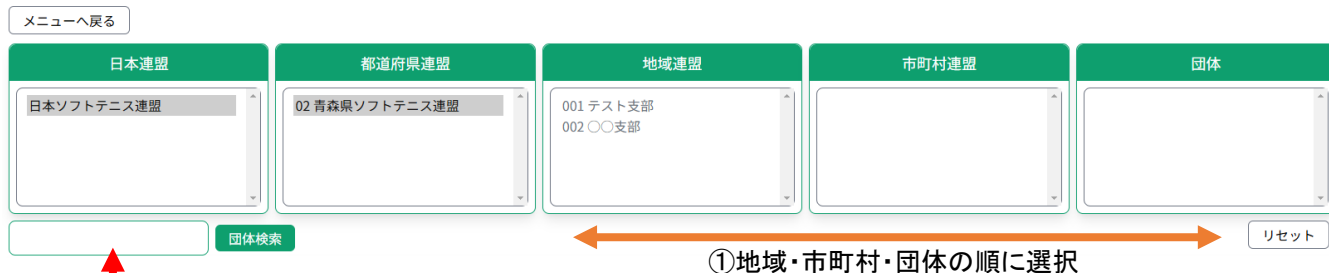 メニューへ戻る
日本連盟
都道府県連盟
地域連盟
市町村連盟
団体
日本ソフトテニス連盟
02 青森県ソフトテニス連盟
001 テスト支部
002 〇〇支部
団体検索
リセット
①地域・市町村・団体の順に選択